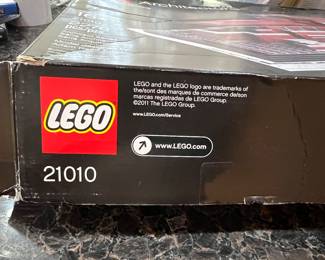 Archite
LEGO
LEGO and the LEGO logo are trademarks of
the/sont des marques de commerce de/son
marcas registradas de LEGO Group.
©2011 The LEGO Group.
www.LEGO.com/Service
www.LEGO.com
21010